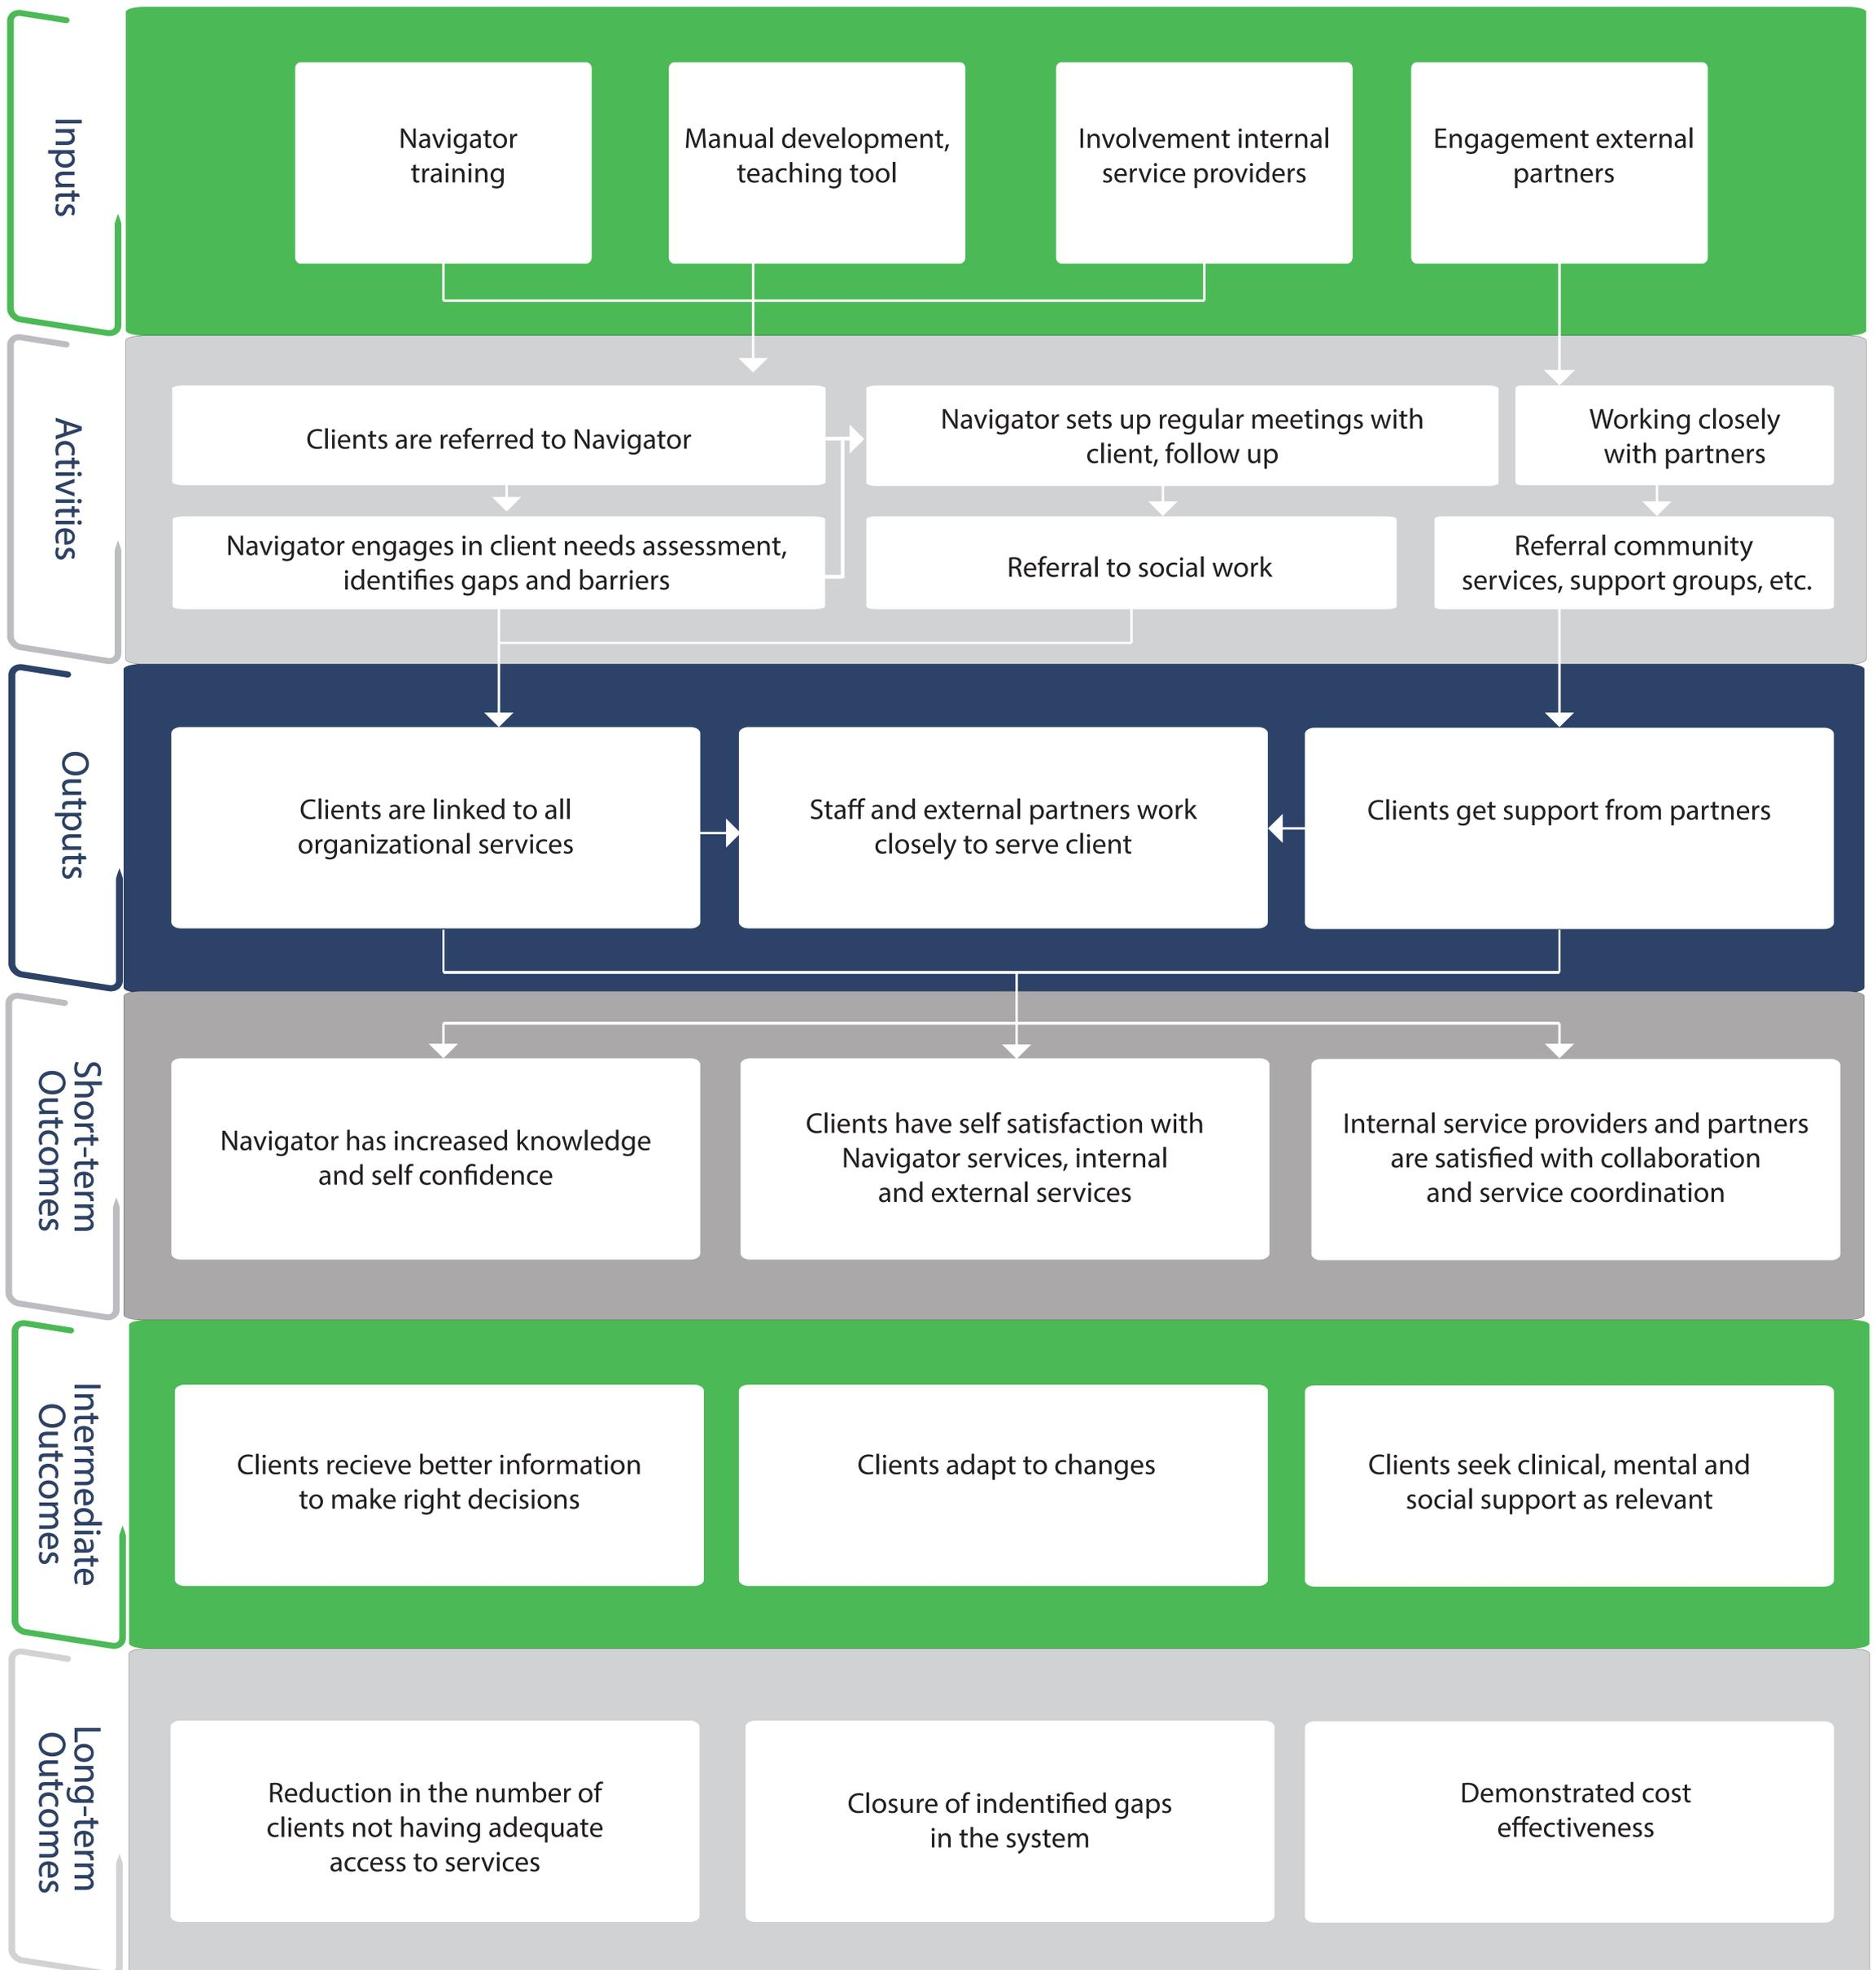 Inputs
Navigator
training
Manual development,
teaching tool
Involvement internal
service providers
Engagement external
partners
Activities
Clients are referred to Navigator
Navigator sets up regular meetings with
client, follow up
Working closely
with partners
Navigator engages in client needs assessment,
identifies gaps and barriers
Referral to social work
Referral community
services, support groups, etc.
Outputs
Clients are linked to all
organizational services
Staff and external partners work
closely to serve client
Clients get support from partners
Short-term
Outcomes
Navigator has increased knowledge
and self confidence
Clients have self satisfaction with
Navigator services, internal
and external services
Internal service providers and partners
are satisfied with collaboration
and service coordination
Intermediate
Outcomes
Clients recieve better information
to make right decisions
Clients adapt to changes
Clients seek clinical, mental and
social support as relevant
Long-term
Outcomes
Reduction in the number of
clients not having adequate
access to services
Closure of indentified gaps
in the system
Demonstrated cost
effectiveness